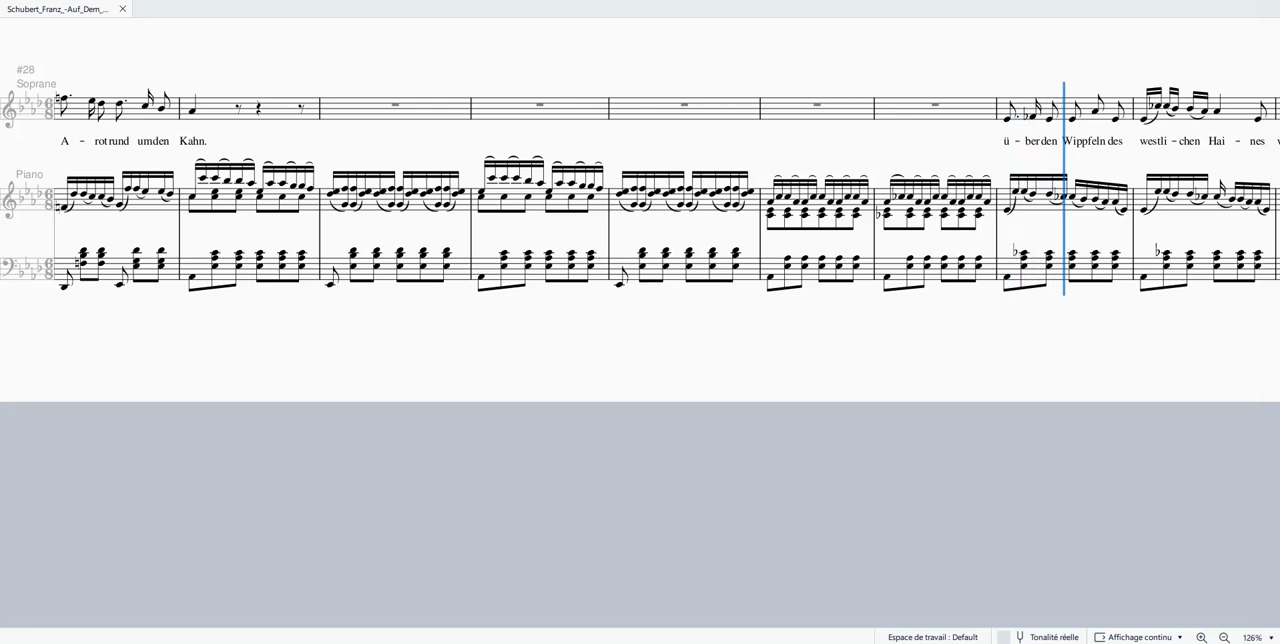 Schubert_Franz_-Auf_Dem_...
#28
Soprane
A - rot rund um den Kahn.
ü - ber den Wippfeln des westli - chen Hai - nes
Piano
Espace de travail : Default
Tonalité réelle
Affichage continu
126%